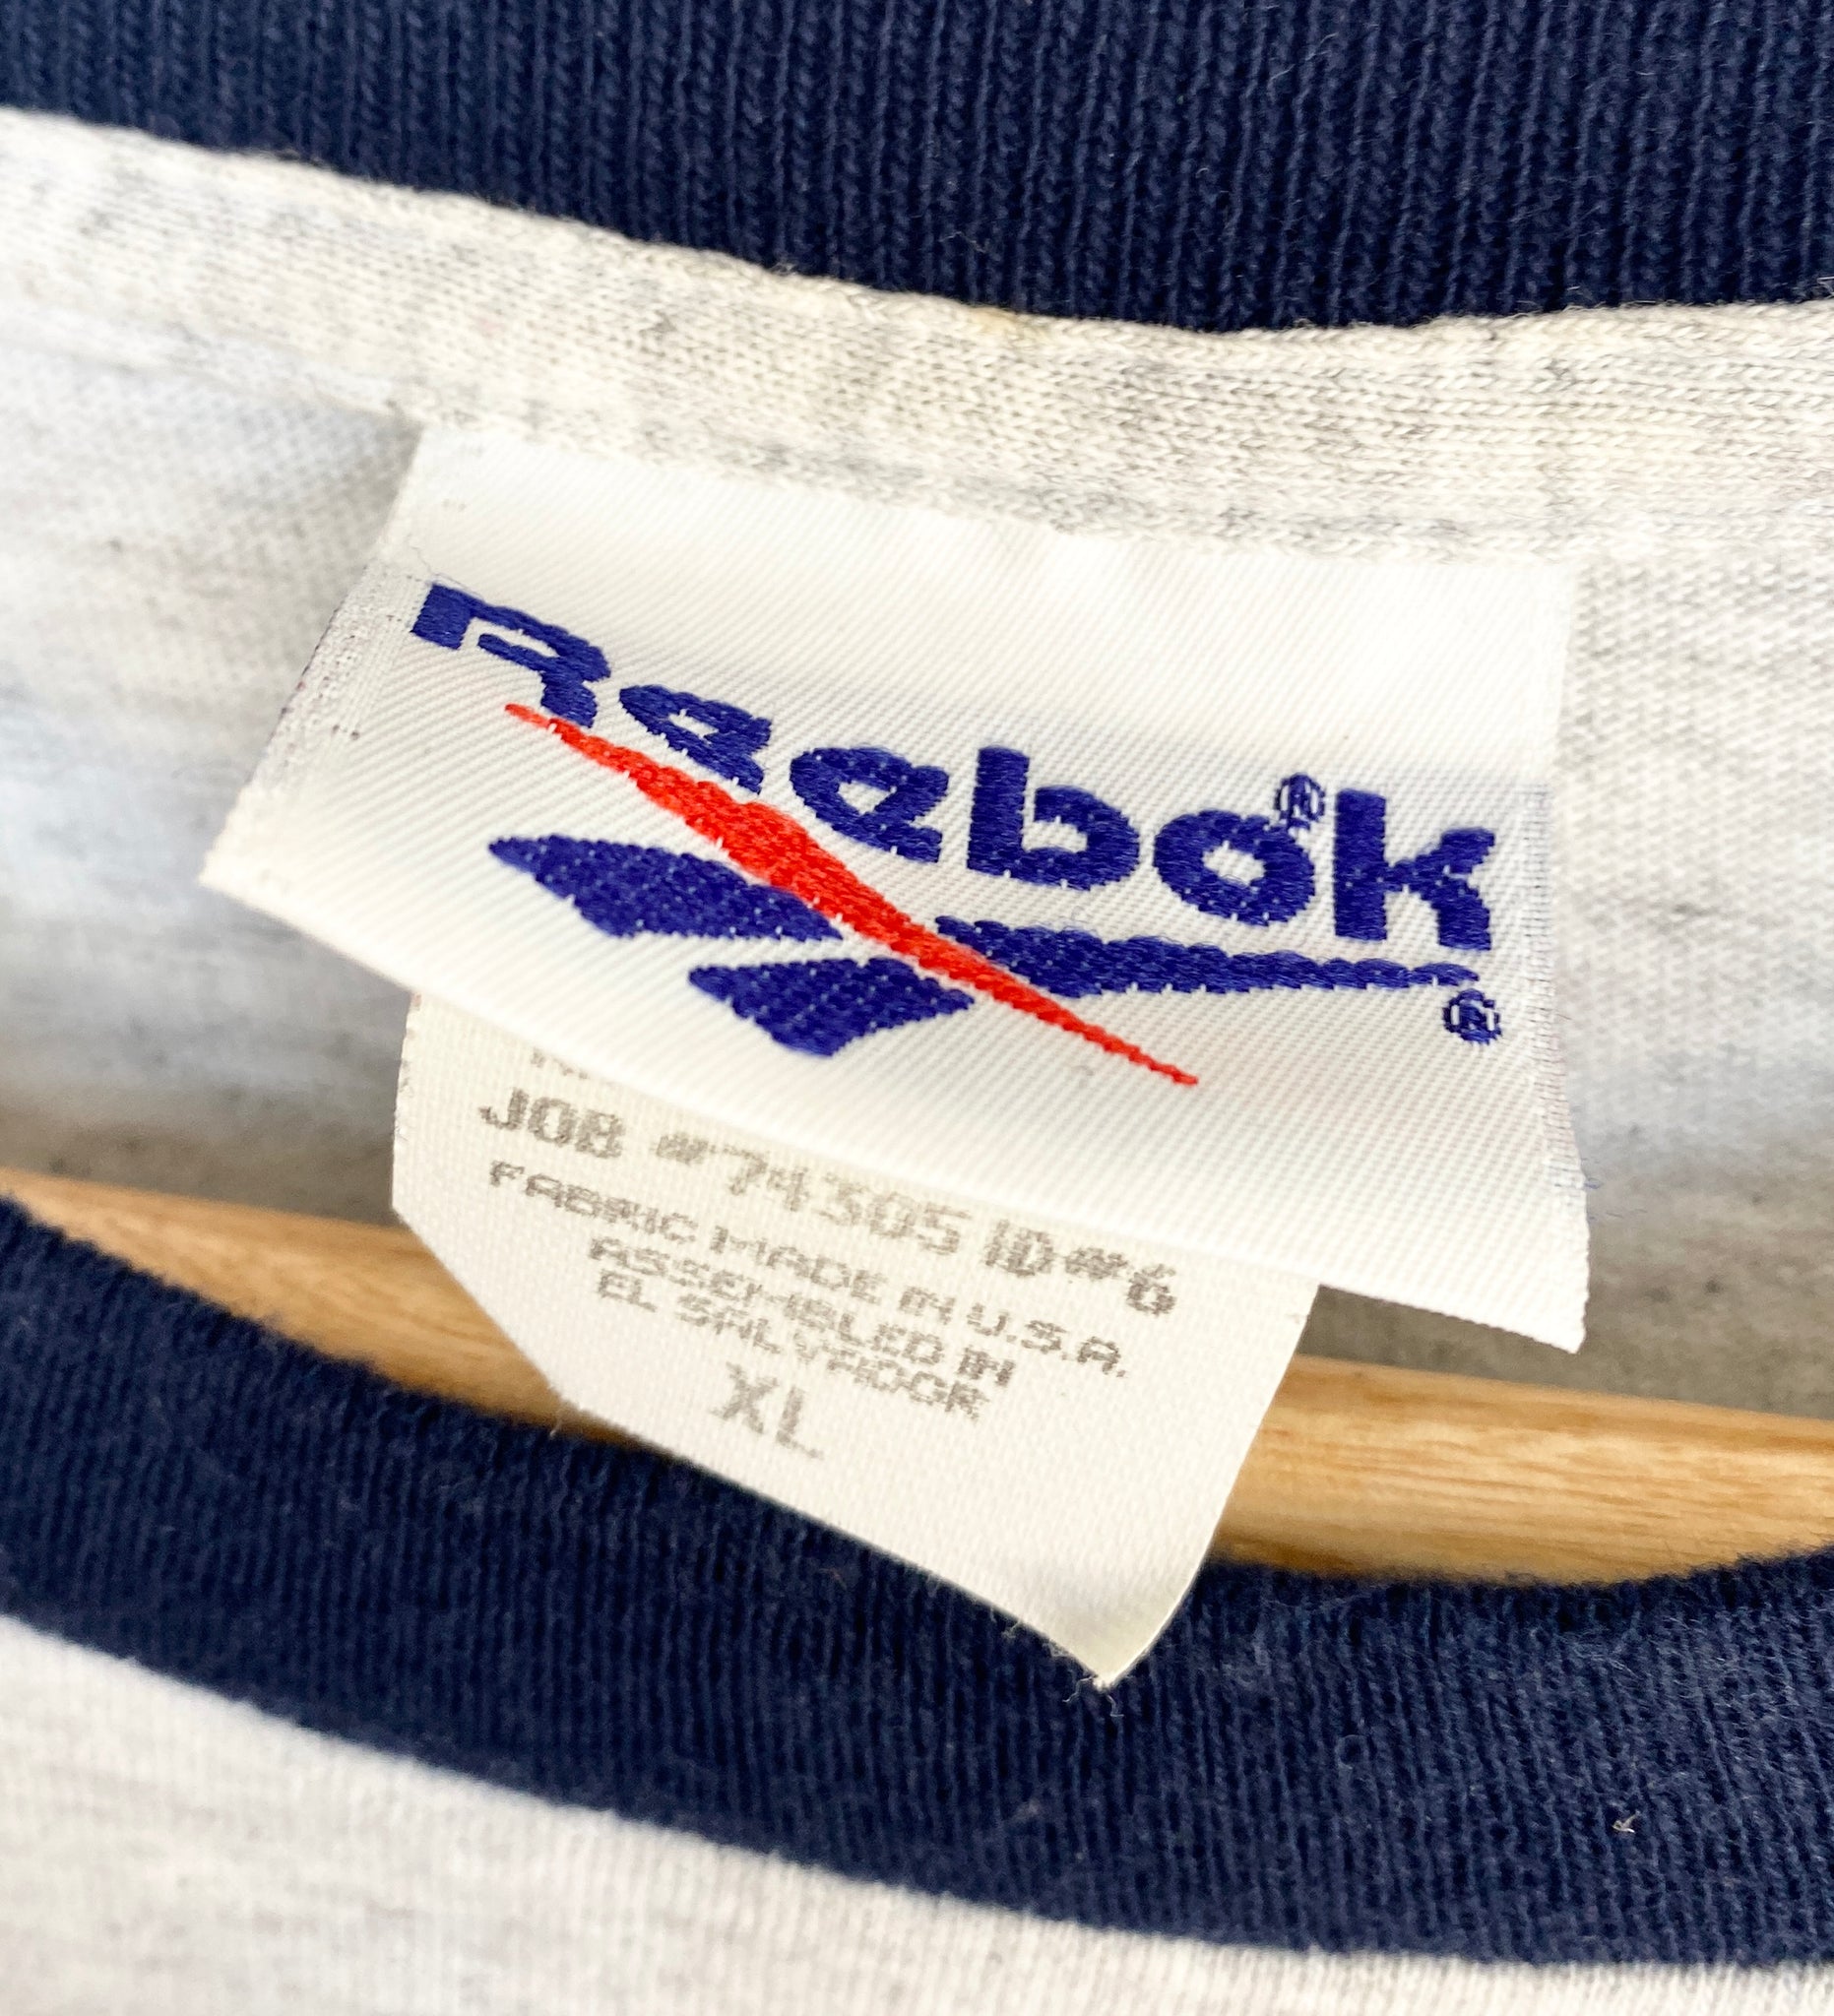 Reebok®
®
JOB #74305 ID#6
FABRIC MADE IN U.S.A.
ASSEMBLED IN
EL SALVADOR
XL